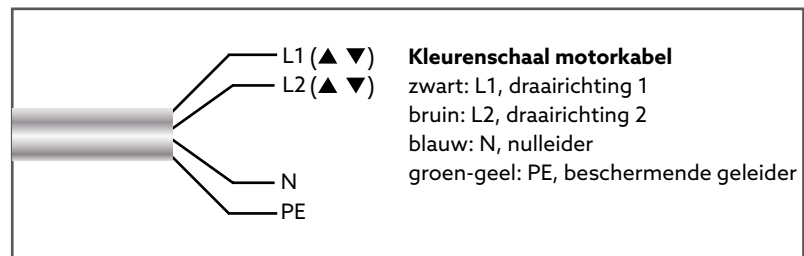 L1 (▲ ▼)
L2 (▲ ▼)
N
PE
Kleurenschaal motorkabel
zwart: L1, draairichting 1
bruin: L2, draairichting 2
blauw: N, nulleider
groen-geel: PE, beschermende geleider